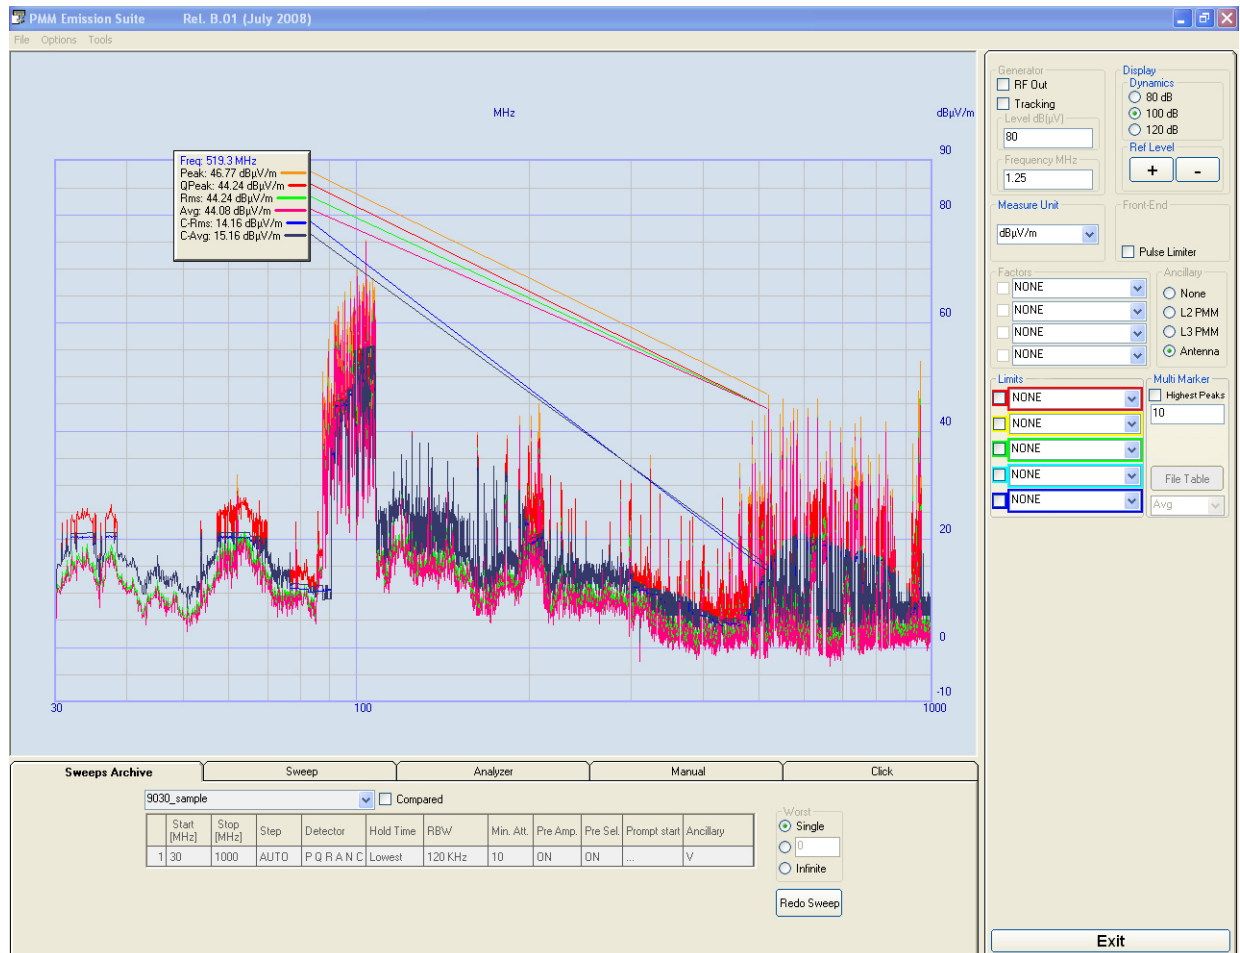 PMM Emission Suite Rel. B.01 (July 2008)
File Options Tools
MHz
dBµV/m
90
80
60
40
20
0
-10
30
100
1000
Freq: 519.3 MHz
Peak: 46.77 dBµV/m
QPeak: 44.24 dBµV/m
Rms: 44.24 dBµV/m
Avg: 44.08 dBµV/m
C-Rms: 14.16 dBµV/m
C-Avg: 15.16 dBµV/m
Generator
RF Out
Tracking
Level dB(µV)
80
Frequency MHz
1.25
Display
Dynamics
80 dB
100 dB
120 dB
Ref Level
+ -
Measure Unit
dBµV/m
Front-End
Pulse Limiter
Factors
NONE
NONE
NONE
NONE
Ancillary
None
L2 PMM
L3 PMM
Antenna
Limits
NONE
NONE
NONE
NONE
NONE
Multi Marker
Highest Peaks
10
File Table
Avg
Sweeps Archive Sweep Analyzer Manual Click
9030_sample Compared
Start [MHz] Stop [MHz] Step Detector Hold Time RBW Min. Att. Pre Amp. Pre Sel. Prompt start Ancillary
1 30 1000 AUTO P Q R A N C Lowest 120 KHz 10 ON ON ... V
Worst
Single
0
Infinite
Redo Sweep
Exit